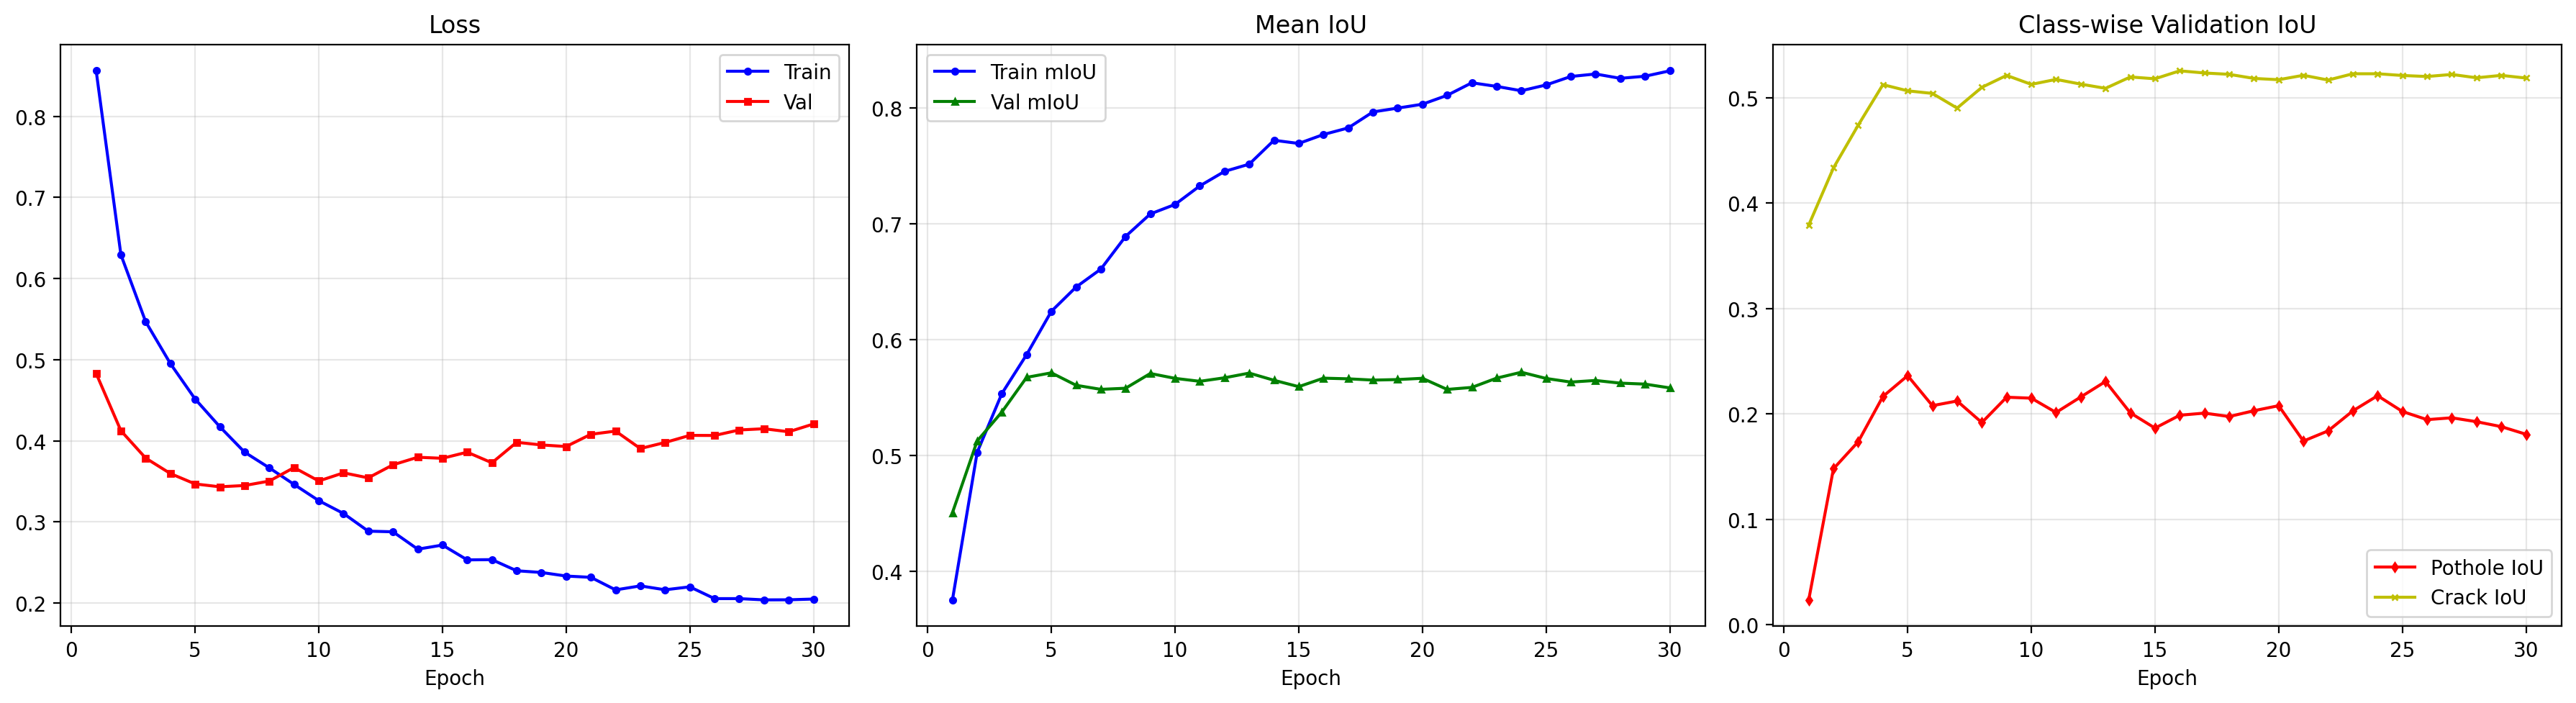 Loss
Train
Val
0.8
0.7
0.6
0.5
0.4
0.3
0.2
0 5 10 15 20 25 30
Epoch
Mean IoU
Train mIoU
Val mIoU
0.8
0.7
0.6
0.5
0.4
0 5 10 15 20 25 30
Epoch
Class-wise Validation IoU
0.5
0.4
0.3
0.2
0.1
0.0
Pothole IoU
Crack IoU
0 5 10 15 20 25 30
Epoch